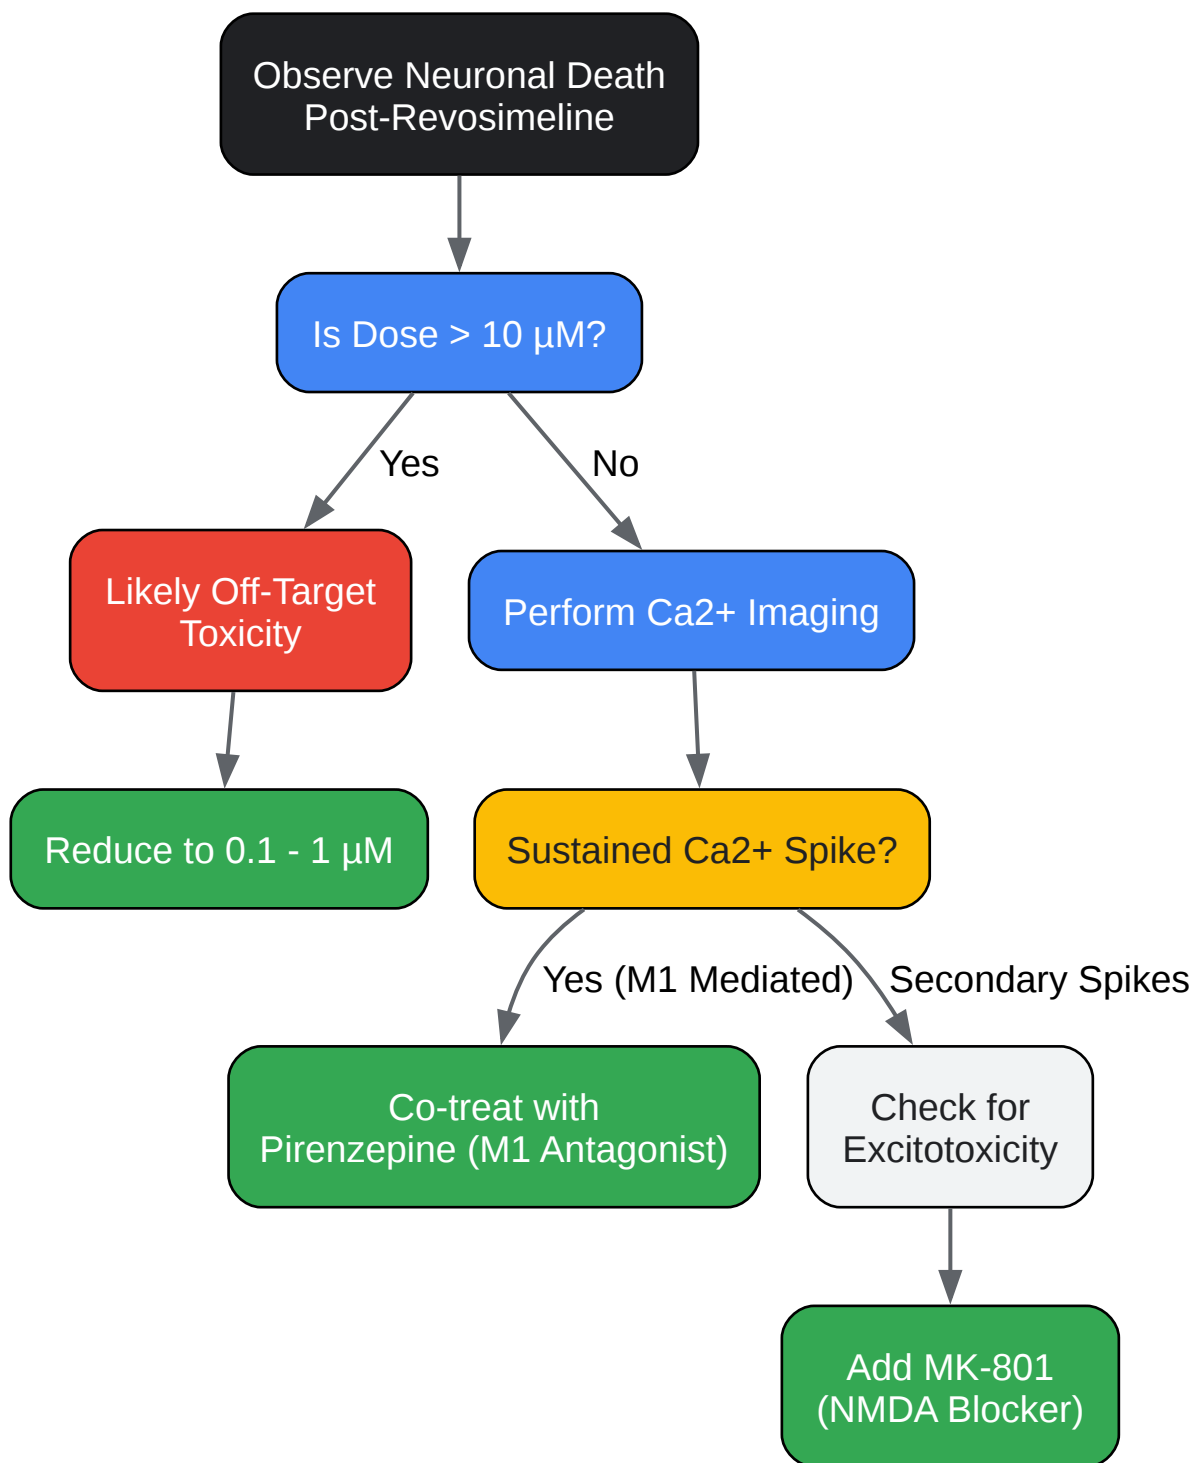 Observe Neuronal Death
Post-Revosimeline
Is Dose > 10 µM?
Yes
No
Likely Off-Target
Toxicity
Perform Ca2+ Imaging
Reduce to 0.1 - 1 µM
Sustained Ca2+ Spike?
Yes (M1 Mediated)
Secondary Spikes
Co-treat with
Pirenzepine (M1 Antagonist)
Check for
Excitotoxicity
Add MK-801
(NMDA Blocker)